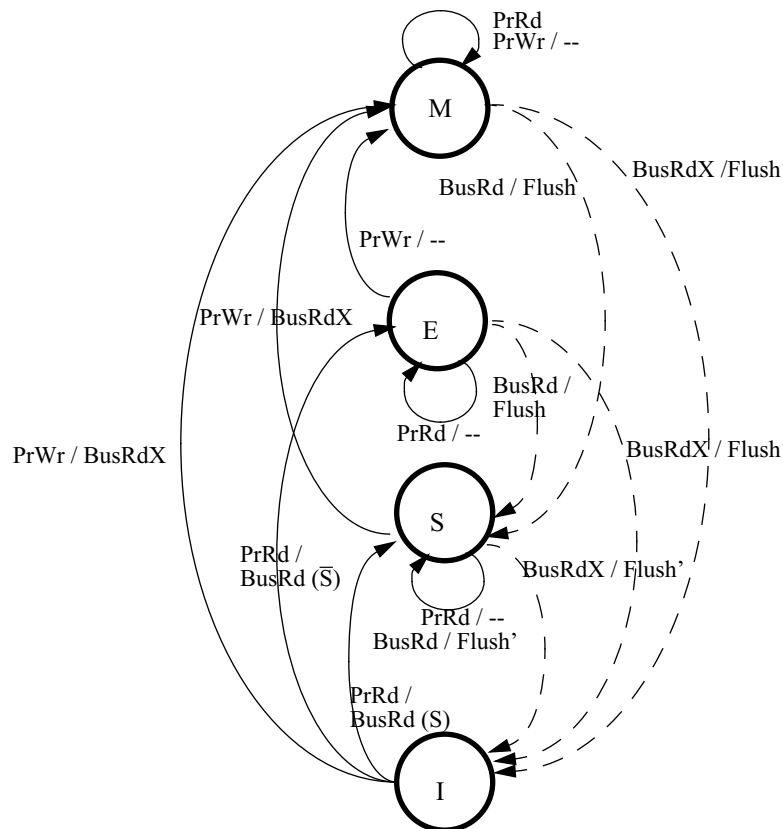 PrRd
PrWr / --
M
BusRdX /Flush
BusRd / Flush
PrWr / --
E
PrWr / BusRdX
BusRd /
Flush
PrRd / --
BusRdX / Flush
PrWr / BusRdX
S
PrRd /
BusRd (S̅)
BusRdX / Flush’
PrRd / --
BusRd / Flush’
PrRd /
BusRd (S)
I